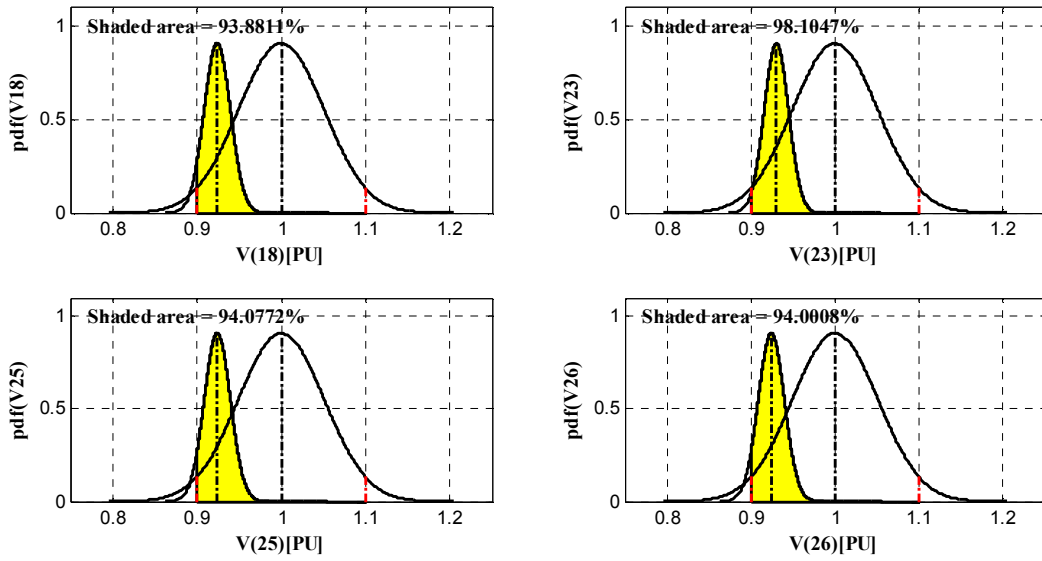 Shaded area = 93.8811%
1
0.5
0
pdf(V18)
0.8 0.9 1 1.1 1.2
V(18)[PU]
Shaded area = 98.1047%
1
0.5
0
pdf(V23)
0.8 0.9 1 1.1 1.2
V(23)[PU]
Shaded area = 94.0772%
1
0.5
0
pdf(V25)
0.8 0.9 1 1.1 1.2
V(25)[PU]
Shaded area = 94.0008%
1
0.5
0
pdf(V26)
0.8 0.9 1 1.1 1.2
V(26)[PU]